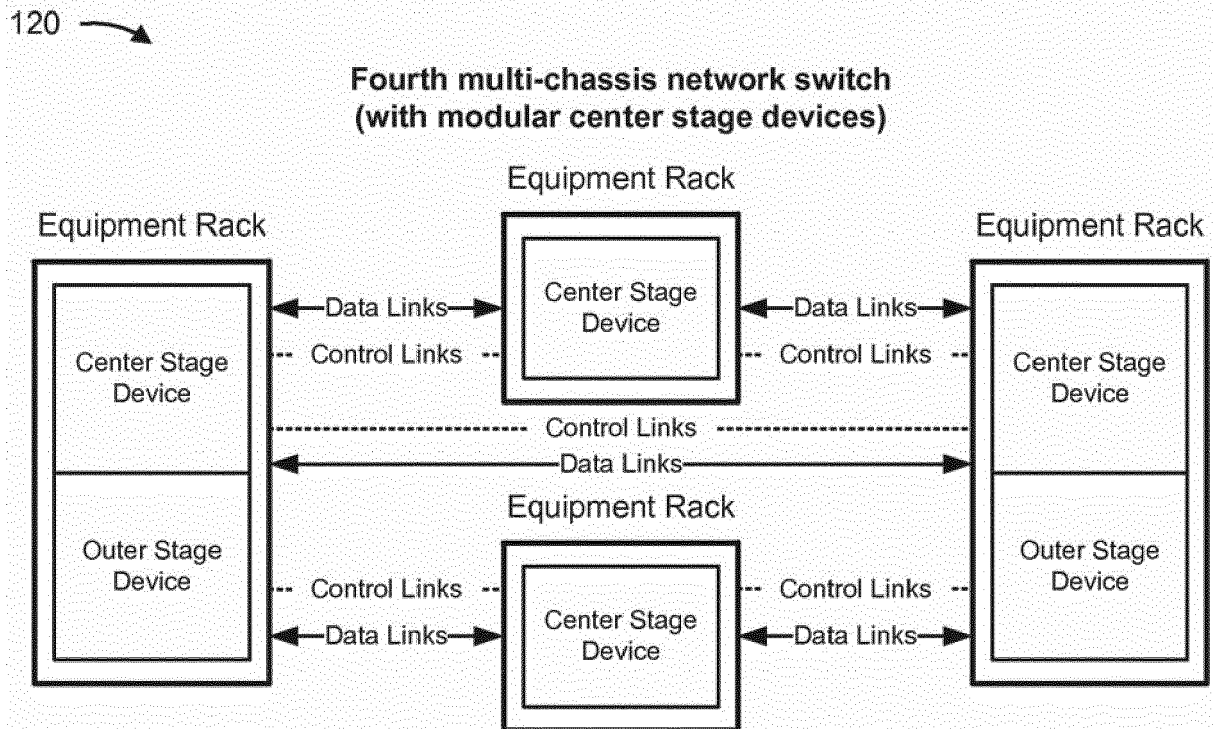 120
Fourth multi-chassis network switch
(with modular center stage devices)
Equipment Rack
Equipment Rack
Equipment Rack
Data Links
Center Stage
Device
Data Links
Control Links
Control Links
Center Stage
Device
Center Stage
Device
Control Links
Data Links
Equipment Rack
Outer Stage
Device
Outer Stage
Device
Control Links
Control Links
Data Links
Center Stage
Device
Data Links